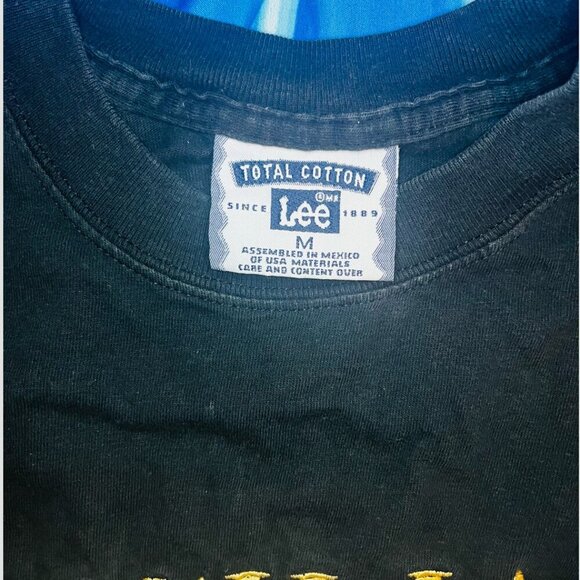 TOTAL COTTON
®MR
SINCE Lee 1889
M
ASSEMBLED IN MEXICO
OF USA MATERIALS
CARE AND CONTENT OVER